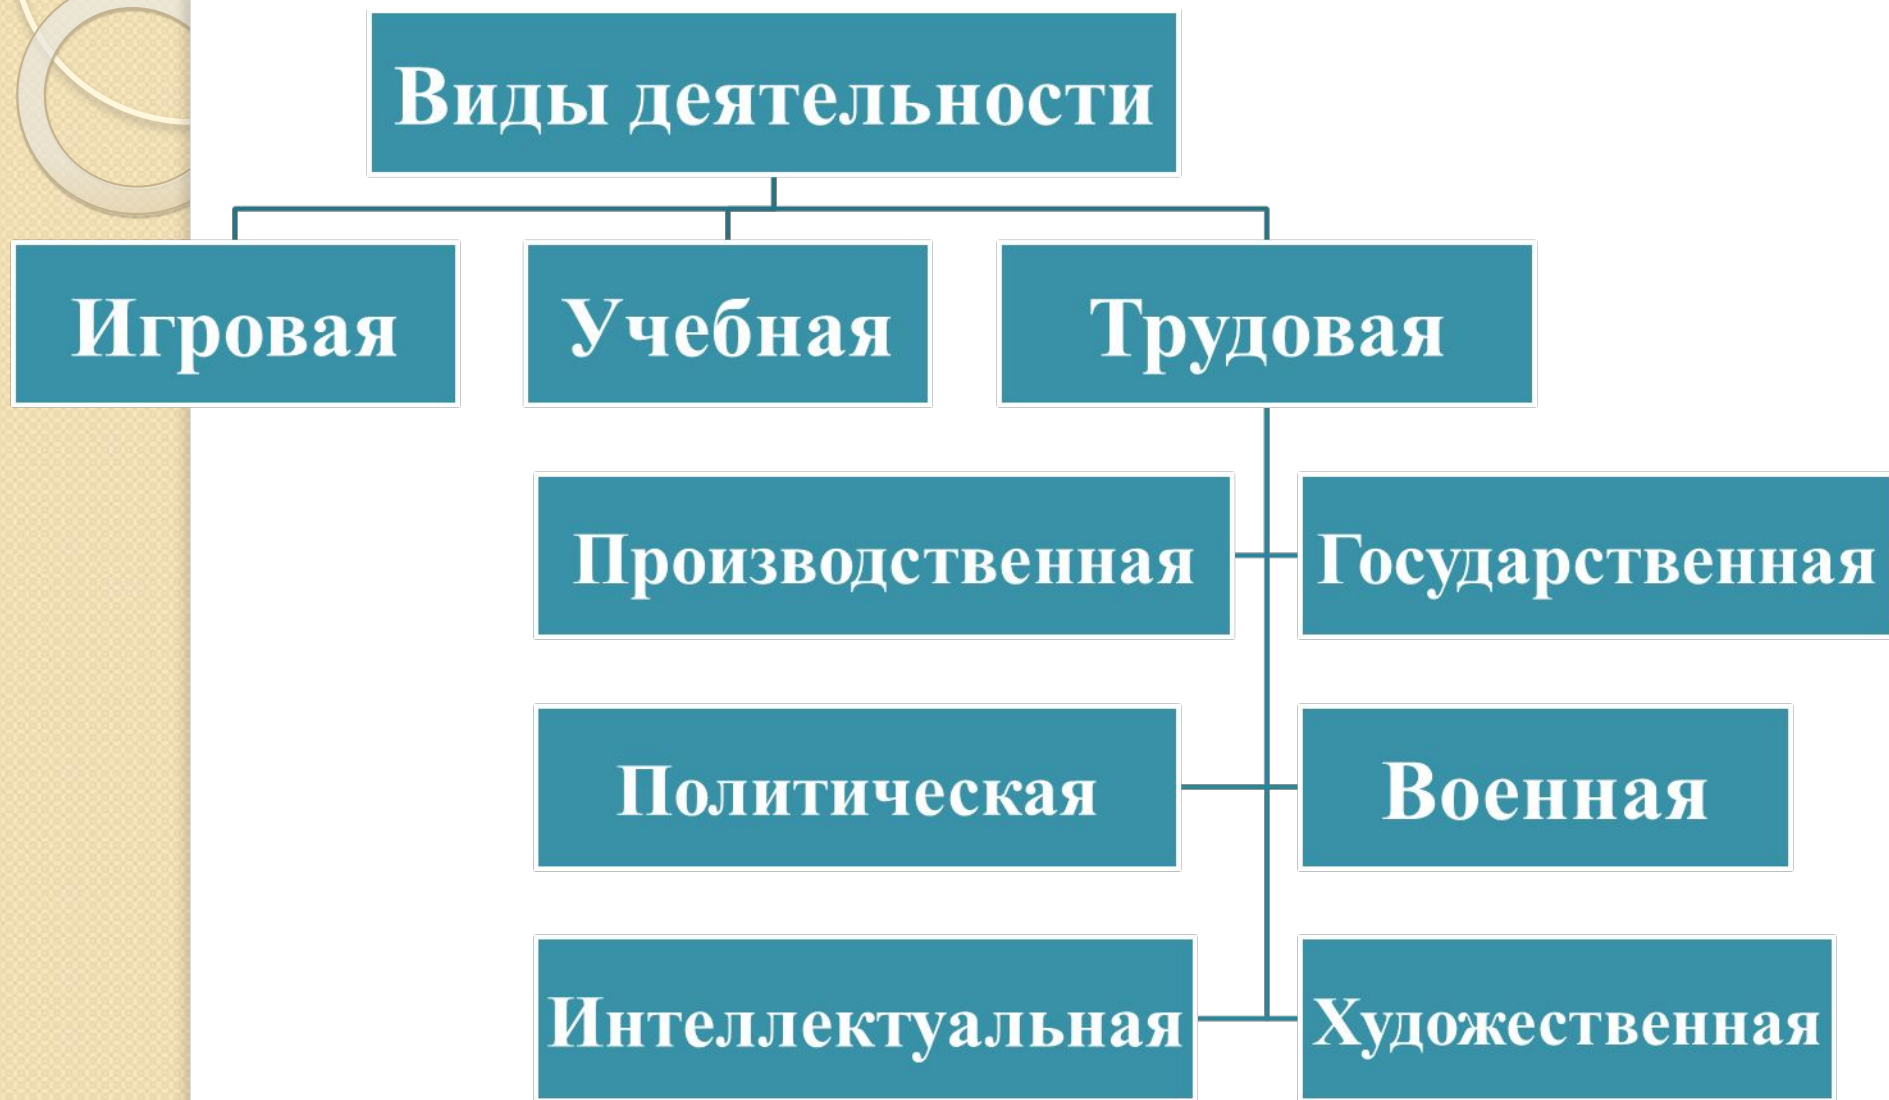 Виды деятельности
Игровая
Учебная
Трудовая
Производственная
Государственная
Политическая
Военная
Интеллектуальная
Художественная